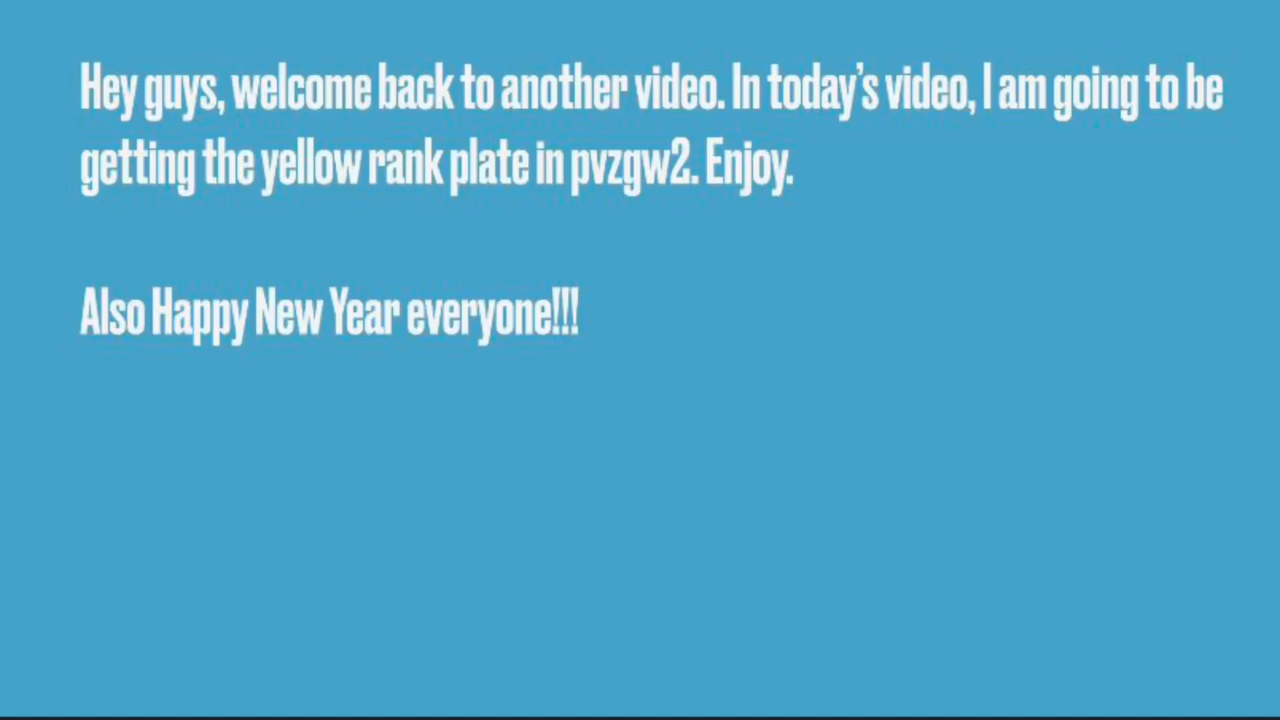 Hey guys, welcome back to another video. In today’s video, I am going to be
getting the yellow rank plate in pvzgw2. Enjoy.
Also Happy New Year everyone!!!